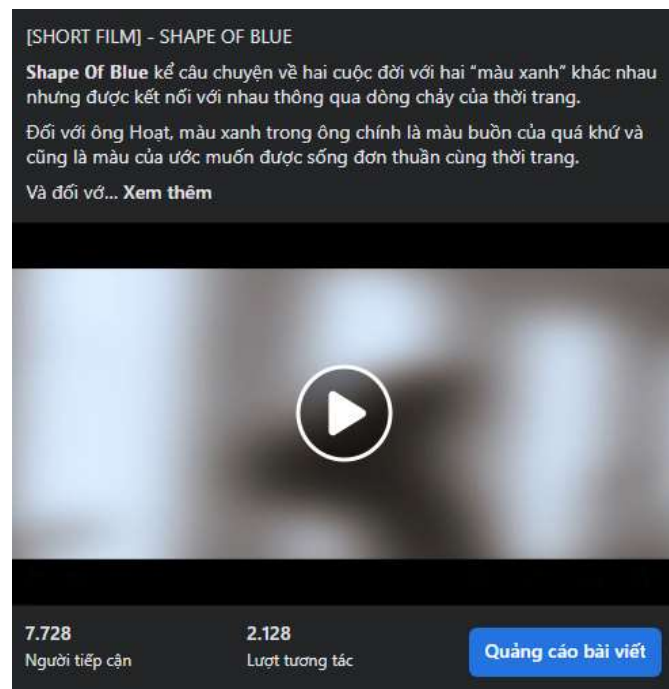 [SHORT FILM] - SHAPE OF BLUE
Shape Of Blue kể câu chuyện về hai cuộc đời với hai “màu xanh” khác nhau
nhưng được kết nối với nhau thông qua dòng chảy của thời trang.
Đối với ông Hoạt, màu xanh trong ông chính là màu buồn của quá khứ và
cũng là màu của ước muốn được sống đơn thuần cùng thời trang.
Và đối vớ... Xem thêm
7.728
Người tiếp cận
2.128
Lượt tương tác
Quảng cáo bài viết